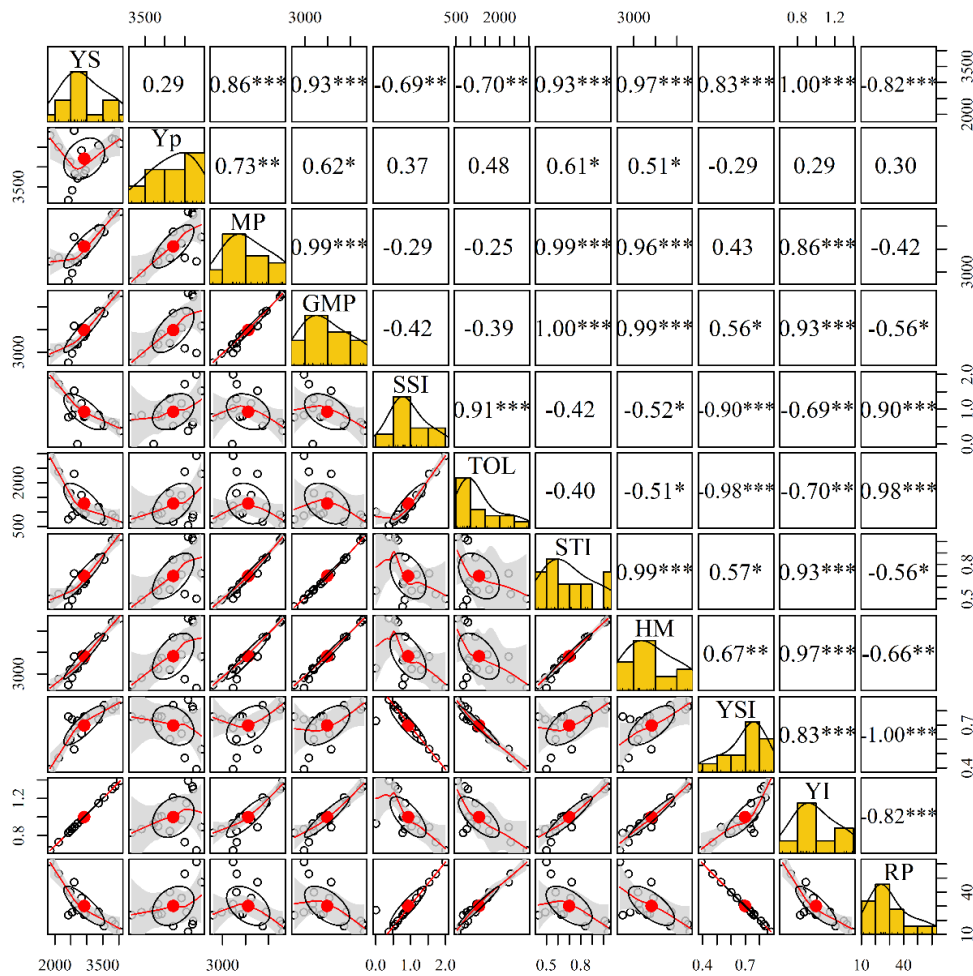 3500 3000 500 2000 3000 0.8 1.2
YS 0.29 0.86*** 0.93*** -0.69** -0.70** 0.93*** 0.97*** 0.83*** 1.00*** -0.82*** 2000 3500
3500 Yp 0.73** 0.62* 0.37 0.48 0.61* 0.51* -0.29 0.29 0.30
MP 0.99*** -0.29 -0.25 0.99*** 0.96*** 0.43 0.86*** -0.42 3000
3000 GMP -0.42 -0.39 1.00*** 0.99*** 0.56* 0.93*** -0.56*
SSI 0.91*** -0.42 -0.52* -0.90*** -0.69** 0.90*** 0.0 1.0 2.0
500 2000 TOL -0.40 -0.51* -0.98*** -0.70** 0.98***
STI 0.99*** 0.57* 0.93*** -0.56* 0.5 0.8
3000 HM 0.67** 0.97*** -0.66**
YSI 0.83*** -1.00*** 0.4 0.7
0.8 1.2 YI -0.82***
RP 10 40
2000 3500 3000 0.0 1.0 2.0 0.5 0.8 0.4 0.7 10 40